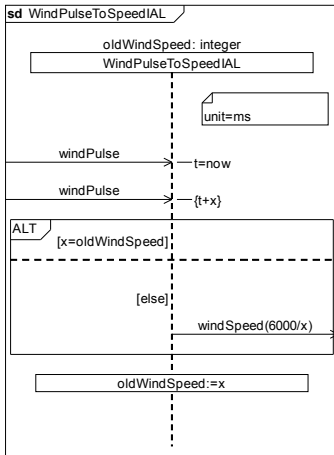 sd WindPulseToSpeedIAL
oldWindSpeed: integer
WindPulseToSpeedIAL
unit=ms
windPulse
t=now
windPulse
{t+x}
ALT
[x=oldWindSpeed]
[else]
windSpeed(6000/x)
oldWindSpeed:=x